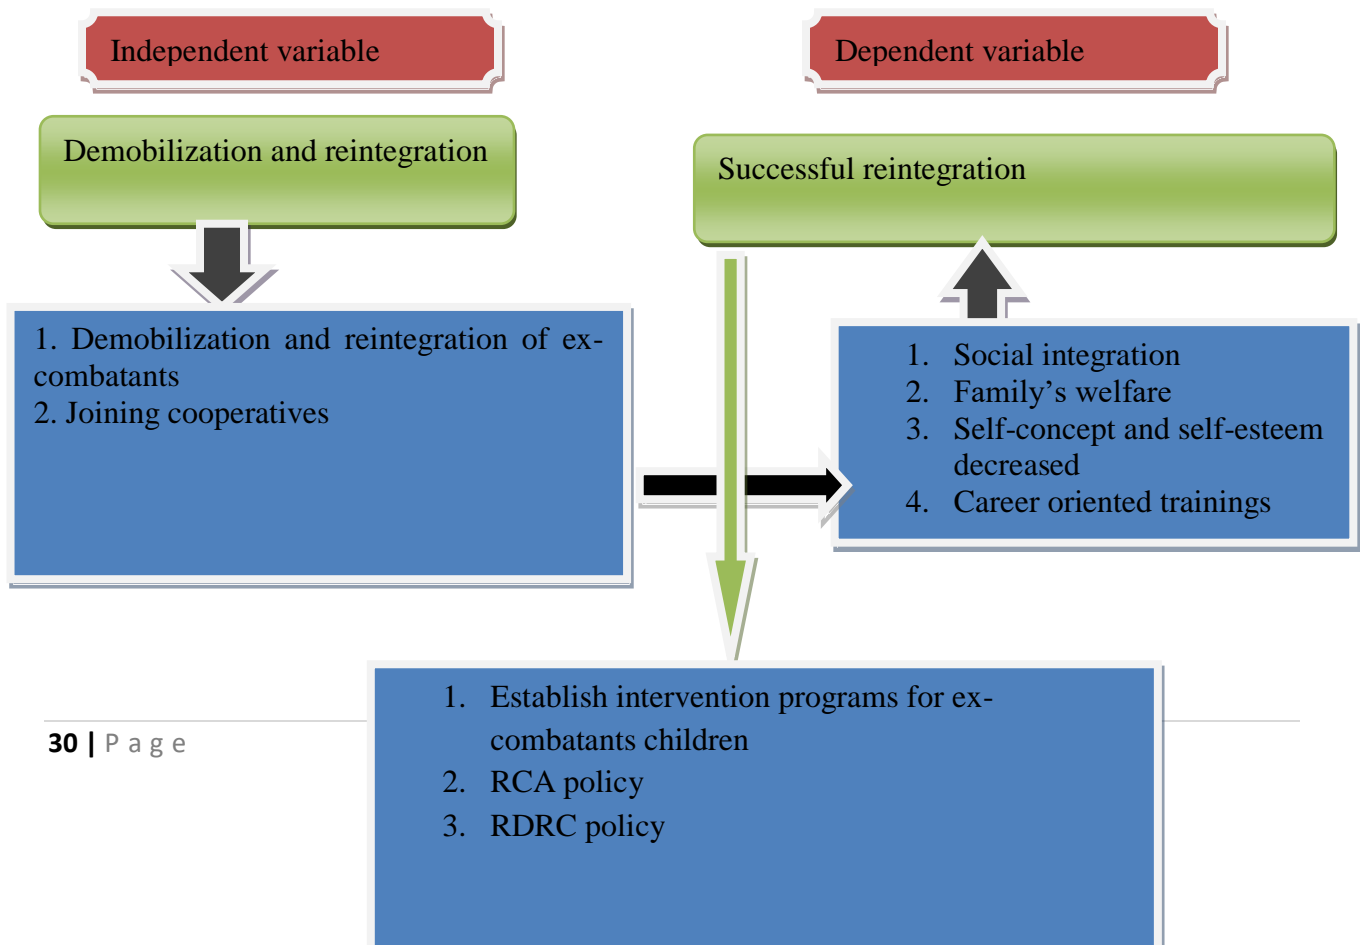 Independent variable
Dependent variable
Demobilization and reintegration
Successful reintegration
1. Demobilization and reintegration of ex-
combatants
2. Joining cooperatives
1. Social integration
2. Family’s welfare
3. Self-concept and self-esteem
decreased
4. Career oriented trainings
1. Establish intervention programs for ex-
combatants children
2. RCA policy
3. RDRC policy
30 | P a g e